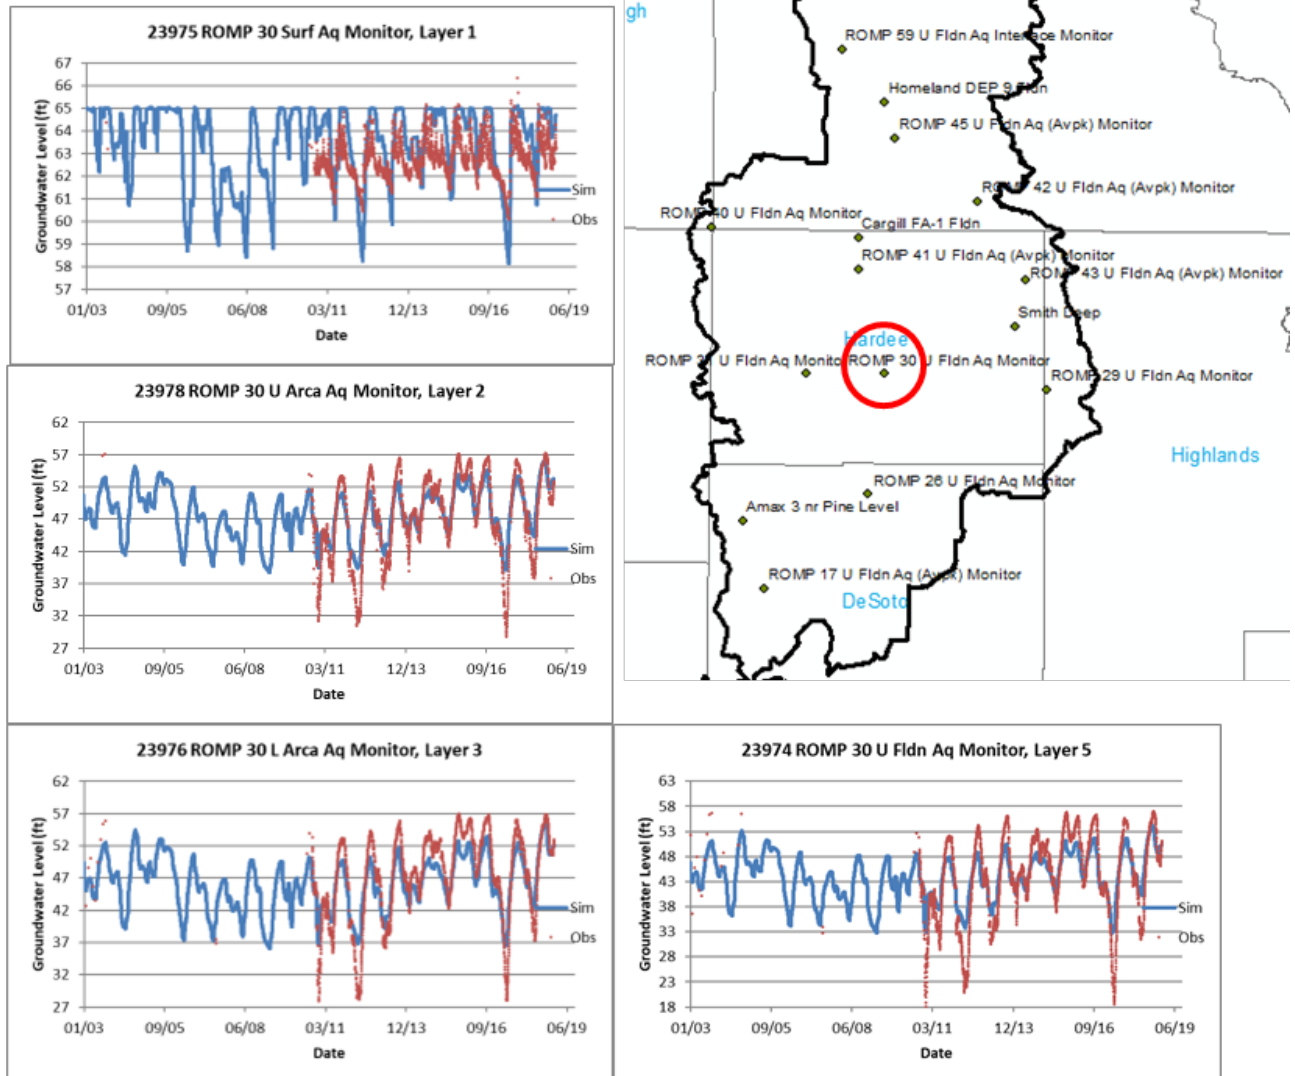 23975 ROMP 30 Surf Aq Monitor, Layer 1
Groundwater Level (ft)
67
66
65
64
63
62
61
60
59
58
57
01/03 09/05 06/08 03/11 12/13 09/16 06/19
Date
Sim
Obs
gh
ROMP 59 U Fldn Aq Interface Monitor
Homeland DEP 9 Fldn
ROMP 45 U Fldn Aq (Avpk) Monitor
ROMP 42 U Fldn Aq (Avpk) Monitor
ROMP 40 U Fldn Aq Monitor
Cargill FA-1 Fldn
ROMP 41 U Fldn Aq (Avpk) Monitor
ROMP 43 U Fldn Aq (Avpk) Monitor
Smith Deep
Hardee
ROMP 3 U Fldn Aq Monitor
ROMP 30 U Fldn Aq Monitor
ROMP 29 U Fldn Aq Monitor
Highlands
ROMP 26 U Fldn Aq Monitor
Amax 3 nr Pine Level
ROMP 17 U Fldn Aq (Avpk) Monitor
DeSoto
23978 ROMP 30 U Arca Aq Monitor, Layer 2
Groundwater Level (ft)
62
57
52
47
42
37
32
27
01/03 09/05 06/08 03/11 12/13 09/16 06/19
Date
Sim
Obs
23976 ROMP 30 L Arca Aq Monitor, Layer 3
Groundwater Level (ft)
62
57
52
47
42
37
32
27
01/03 09/05 06/08 03/11 12/13 09/16 06/19
Date
Sim
Obs
23974 ROMP 30 U Fldn Aq Monitor, Layer 5
Groundwater Level (ft)
63
58
53
48
43
38
33
28
23
18
01/03 09/05 06/08 03/11 12/13 09/16 06/19
Date
Sim
Obs